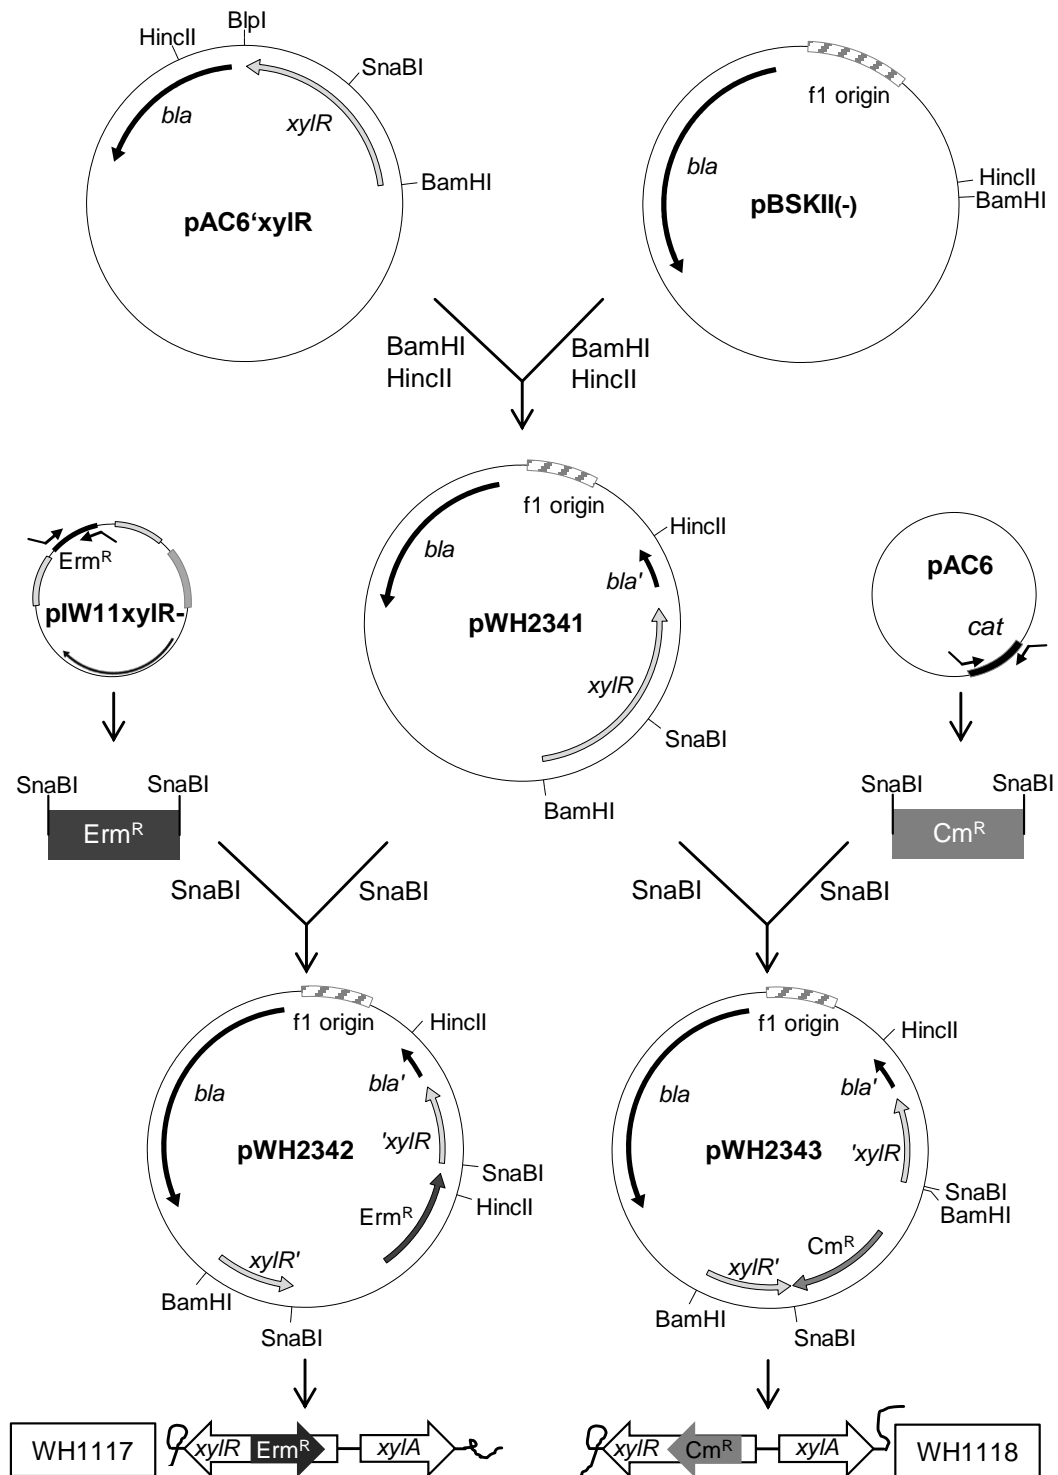 BlpI
HincII
SnaBI
bla
xylR
BamHI
pAC6'xylR
f1 origin
bla
HincII
BamHI
pBSKII(-)
BamHI
HincII
BamHI
HincII
f1 origin
HincII
bla
bla'
pWH2341
xylR
SnaBI
BamHI
ErmR
pIW11xylR-
pAC6
cat
SnaBI
SnaBI
ErmR
SnaBI
SnaBI
CmR
SnaBI
SnaBI
SnaBI
SnaBI
f1 origin
HincII
bla
bla'
'xylR
pWH2342
SnaBI
HincII
ErmR
xylR'
BamHI
SnaBI
f1 origin
HincII
bla
bla'
'xylR
pWH2343
SnaBI
BamHI
CmR
xylR'
BamHI
SnaBI
WH1117
xylR
ErmR
xylA
xylR
CmR
xylA
WH1118